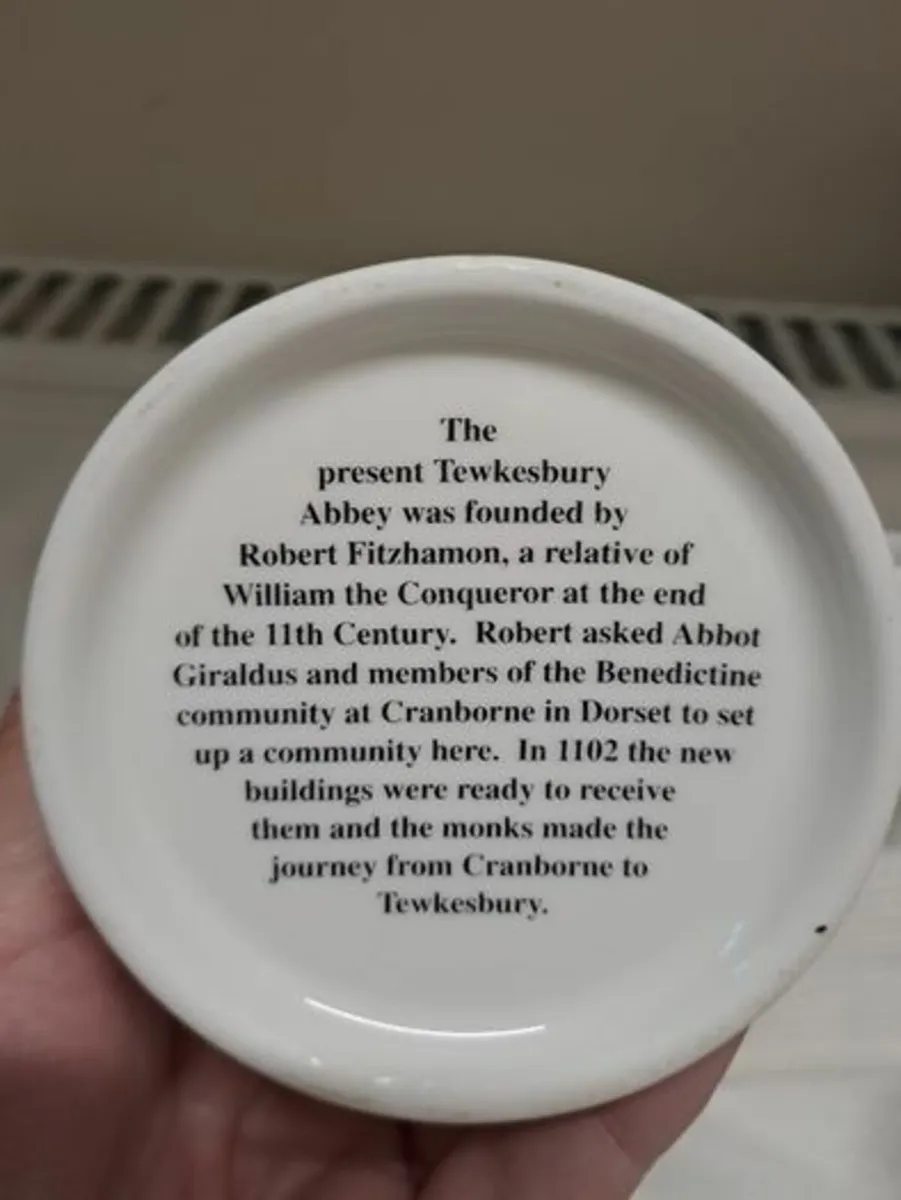 The
present Tewkesbury
Abbey was founded by
Robert Fitzhamon, a relative of
William the Conqueror at the end
of the 11th Century. Robert asked Abbot
Giraldus and members of the Benedictine
community at Cranborne in Dorset to set
up a community here. In 1102 the new
buildings were ready to receive
them and the monks made the
journey from Cranborne to
Tewkesbury.